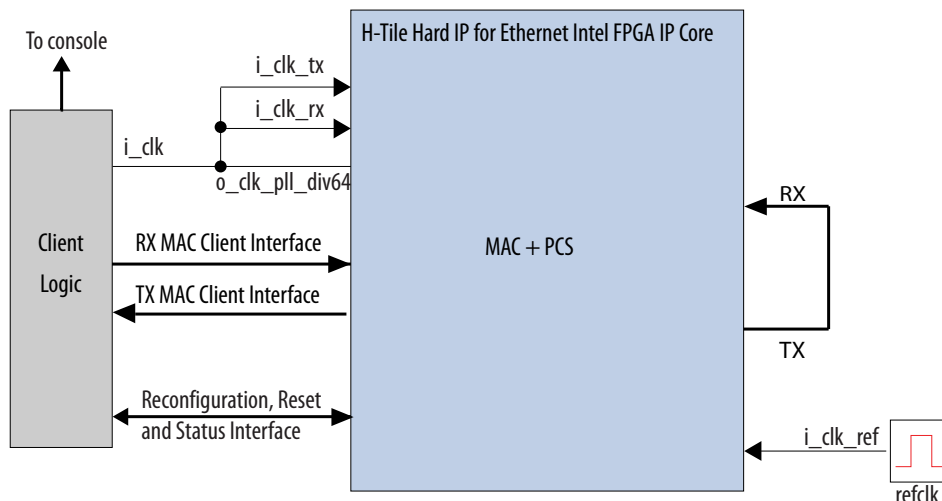 H-Tile Hard IP for Ethernet Intel FPGA IP Core
To console
i_clk_tx
i_clk_rx
i_clk
o_clk_pll_div64
Client
Logic
RX MAC Client Interface
TX MAC Client Interface
MAC + PCS
RX
TX
Reconfiguration, Reset
and Status Interface
i_clk_ref
refclk